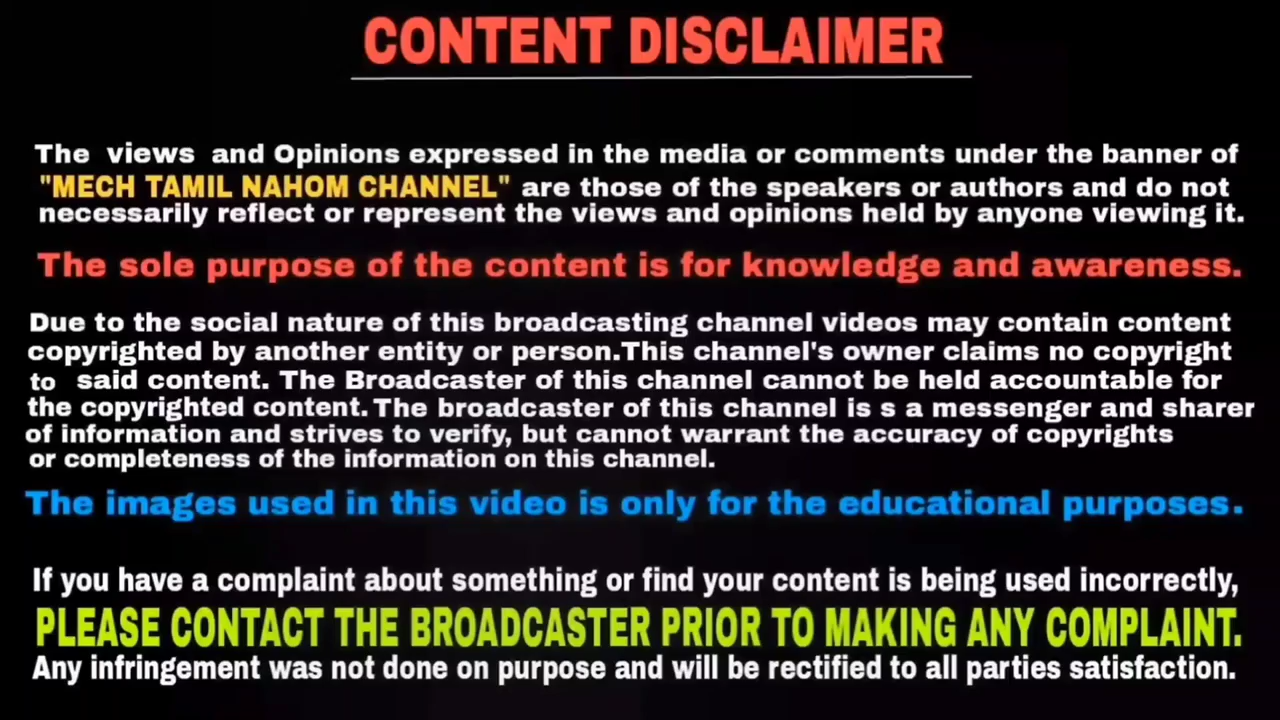 CONTENT DISCLAIMER
The views and Opinions expressed in the media or comments under the banner of
"MECH TAMIL NAHOM CHANNEL" are those of the speakers or authors and do not
necessarily reflect or represent the views and opinions held by anyone viewing it.
The sole purpose of the content is for knowledge and awareness.
Due to the social nature of this broadcasting channel videos may contain content
copyrighted by another entity or person.This channel's owner claims no copyright
to said content. The Broadcaster of this channel cannot be held accountable for
the copyrighted content. The broadcaster of this channel is s a messenger and sharer
of information and strives to verify, but cannot warrant the accuracy of copyrights
or completeness of the information on this channel.
The images used in this video is only for the educational purposes.
If you have a complaint about something or find your content is being used incorrectly,
PLEASE CONTACT THE BROADCASTER PRIOR TO MAKING ANY COMPLAINT.
Any infringement was not done on purpose and will be rectified to all parties satisfaction.